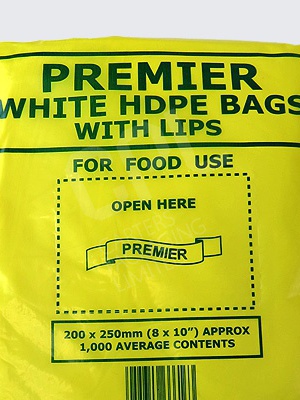 PREMIER
WHITE HDPE BAGS
WITH LIPS
FOR FOOD USE
OPEN HERE
PREMIER
200 x 250mm (8 x 10") APPROX
1,000 AVERAGE CONTENTS